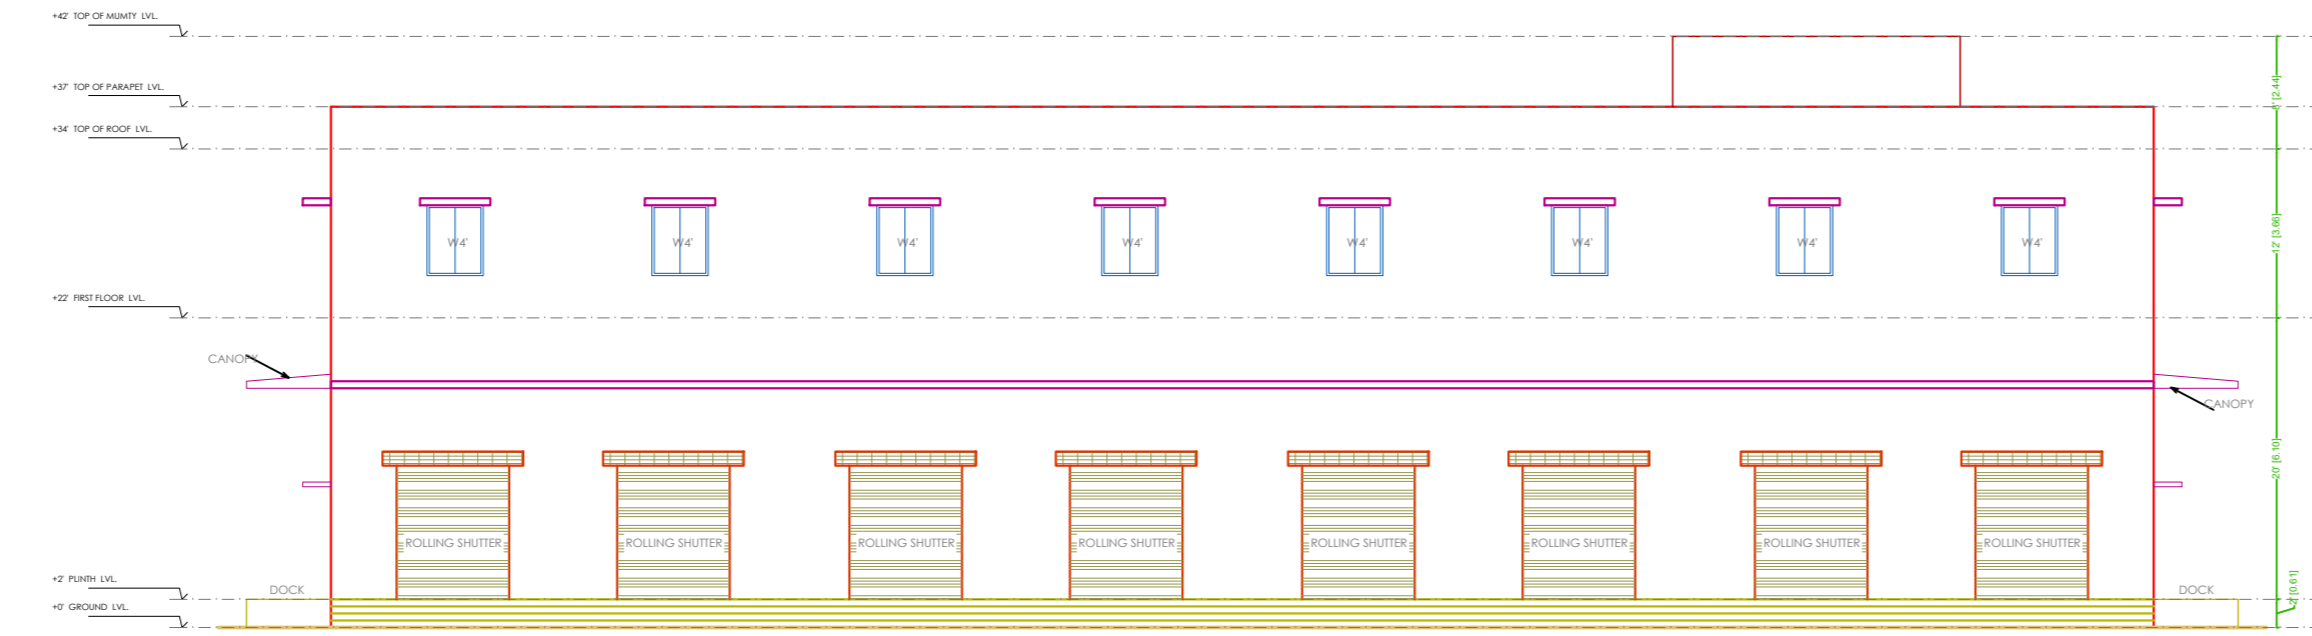 +42' TOP OF MUMTY LVL.
+37' TOP OF PARAPET LVL.
8' [2.44]
+34' TOP OF ROOF LVL.
W4' W4' W4' W4' W4' W4' W4' W4'
12' [3.66]
+22' FIRST FLOOR LVL.
CANOPY
CANOPY
20' [6.10]
ROLLING SHUTTER ROLLING SHUTTER ROLLING SHUTTER ROLLING SHUTTER ROLLING SHUTTER ROLLING SHUTTER ROLLING SHUTTER ROLLING SHUTTER
+2' PLINTH LVL.
DOCK DOCK
2' [0.61]
+0' GROUND LVL.